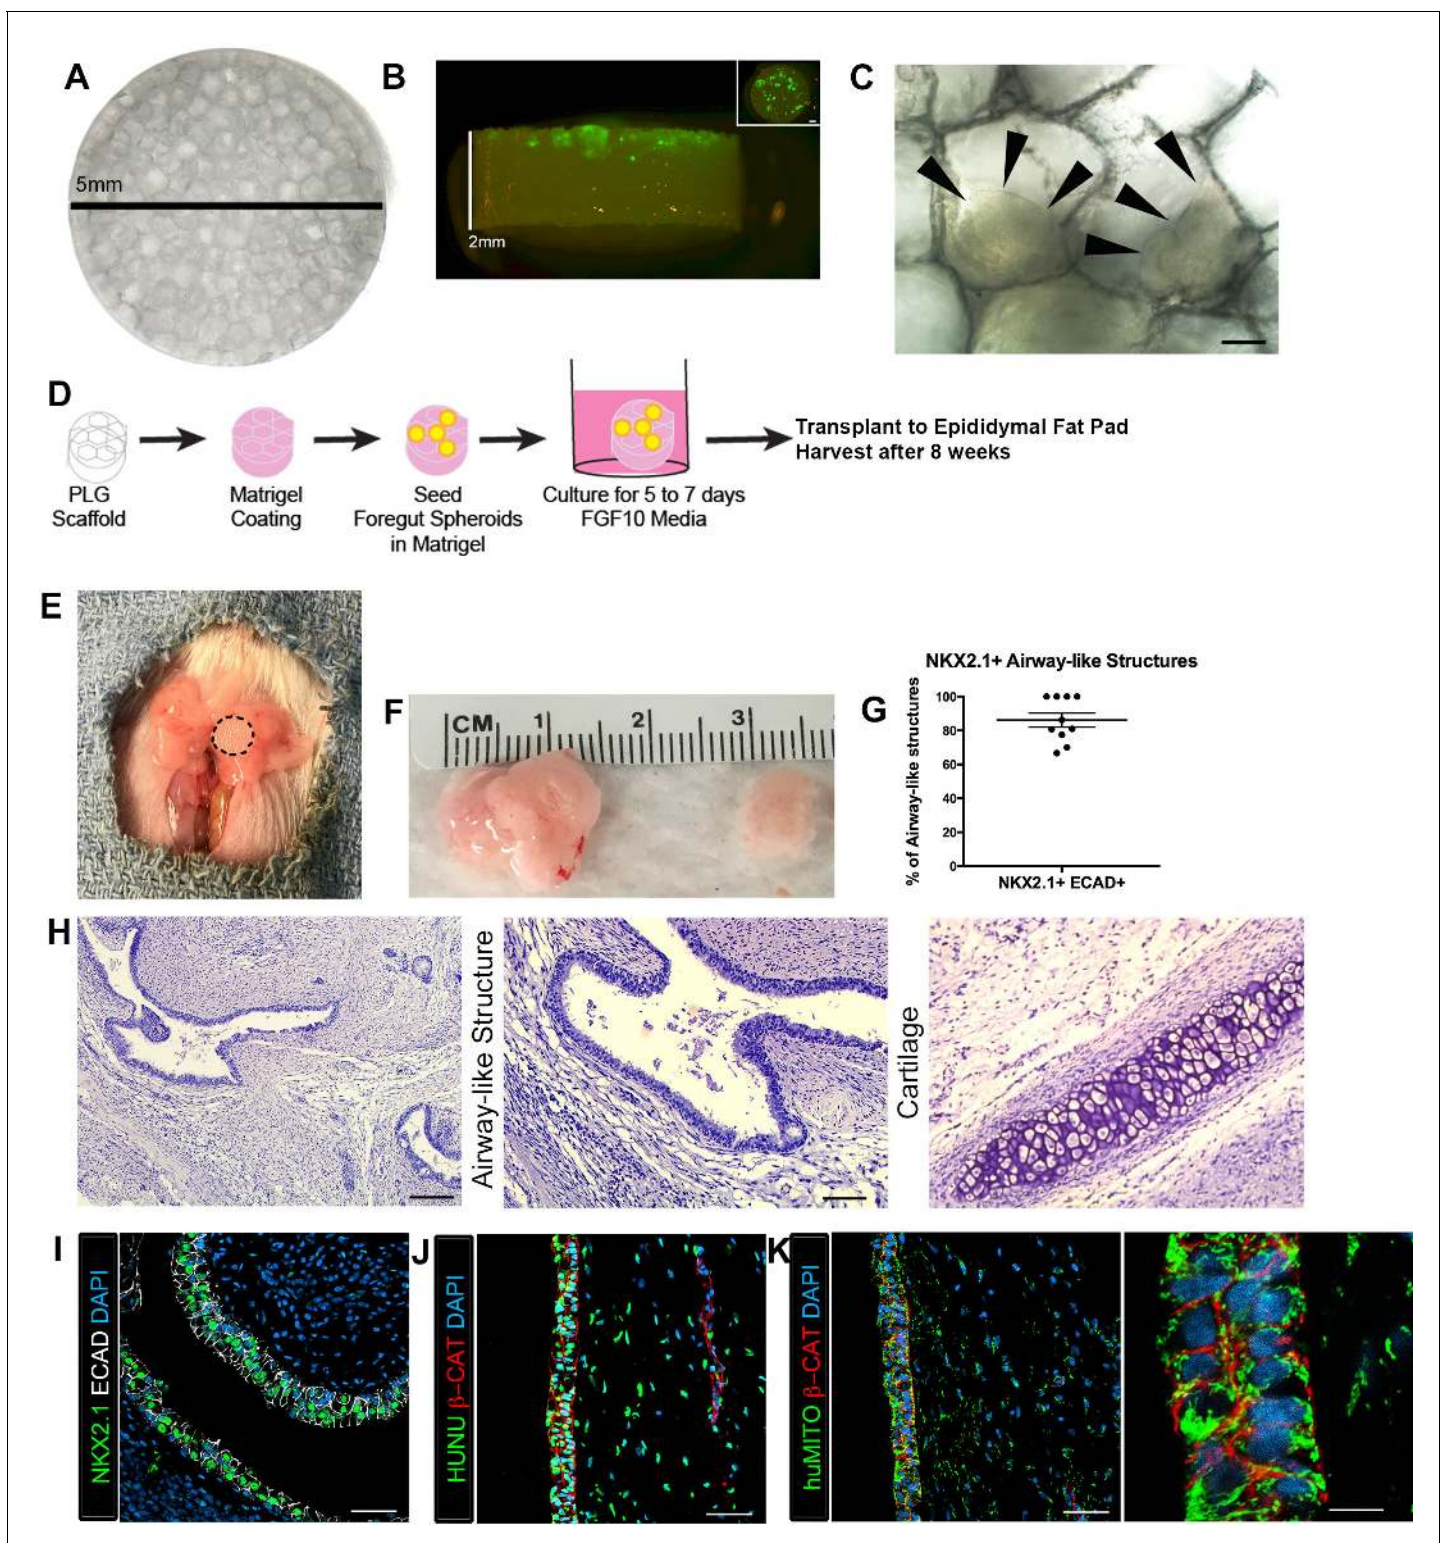 A
5mm
B
2mm
C
D
PLG
Scaffold
Matrigel
Coating
Seed
Foregut Spheroids
in Matrigel
Culture for 5 to 7 days
FGF10 Media
Transplant to Epididymal Fat Pad
Harvest after 8 weeks
E
F
CM 1 2 3
G
NKX2.1+ Airway-like Structures
% of Airway-like structures
100
80
60
40
20
0
NKX2.1+ ECAD+
H
Airway-like Structure
Cartilage
I
NKX2.1 ECAD DAPI
J
HUNU β-CAT DAPI
K
huMITO β-CAT DAPI